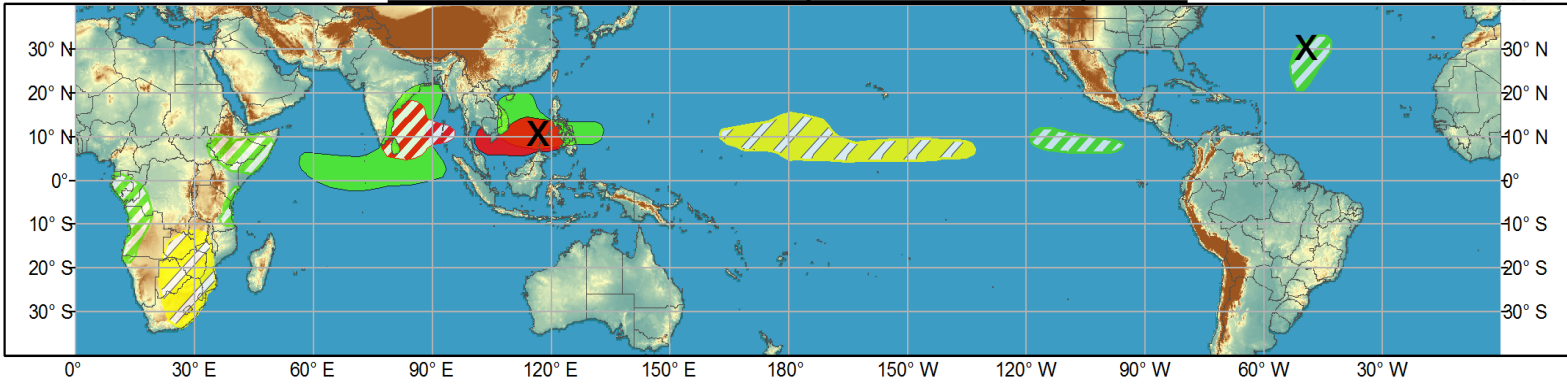 X
30° N
30° N
20° N
20° N
10° N
X
10° N
0°
0°
10° S
10° S
20° S
20° S
30° S
30° S
0°
30° E
60° E
90° E
120° E
150° E
180°
150° W
120° W
90° W
60° W
30° W